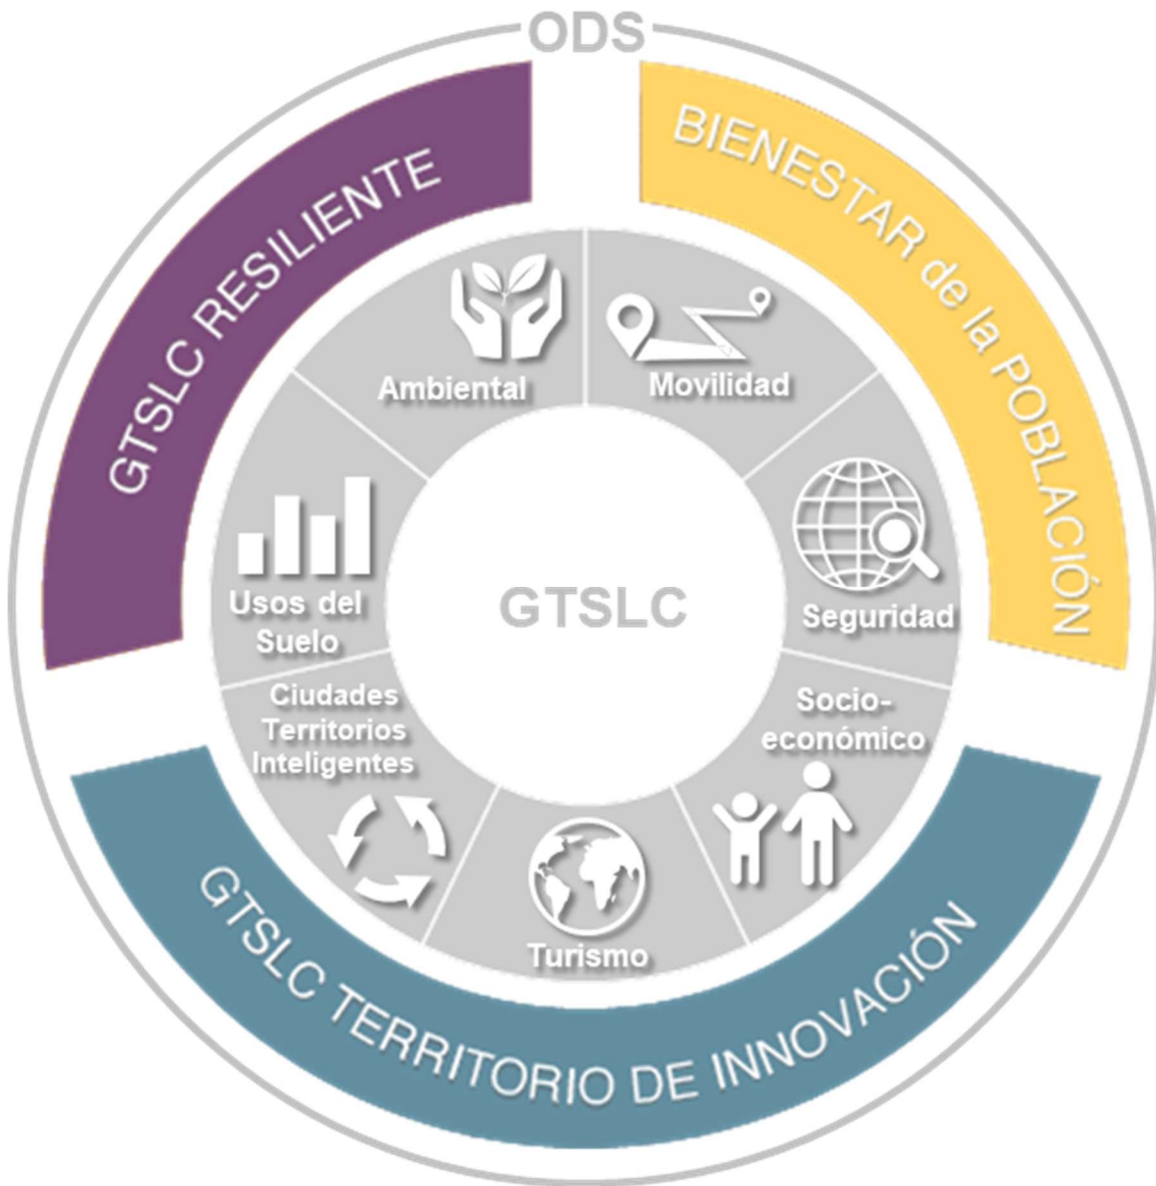 ODS
GTSLC RESILIENTE
BIENESTAR de la POBLACIÓN
Ambiental
Movilidad
Usos del
Suelo
GTSLC
Seguridad
Ciudades
Territorios
Inteligentes
Socio-
económico
Turismo
GTSLC TERRITORIO DE INNOVACIÓN